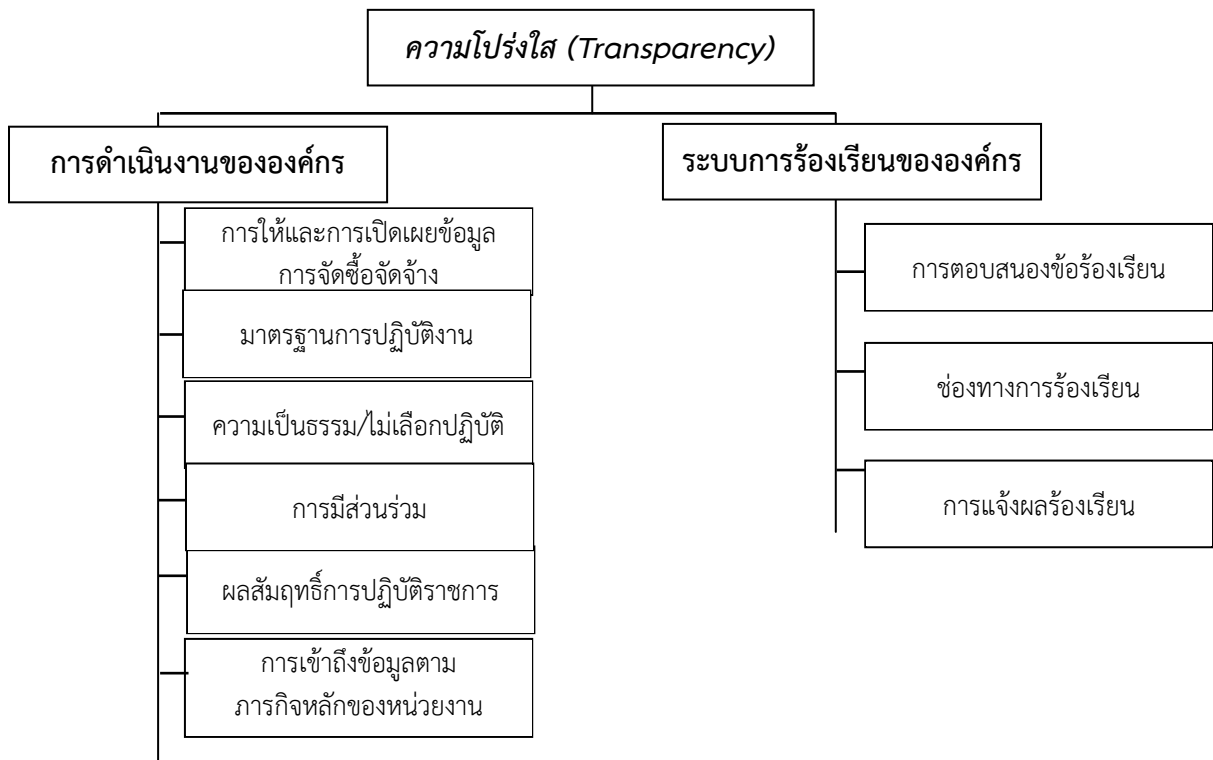 ความโปร่งใส (Transparency)
การดำเนินงานขององค์กร
การให้และการเปิดเผยข้อมูล
การจัดซื้อจัดจ้าง
มาตรฐานการปฏิบัติงาน
ความเป็นธรรม/ไม่เลือกปฏิบัติ
การมีส่วนร่วม
ผลสัมฤทธิ์การปฏิบัติราชการ
การเข้าถึงข้อมูลตาม
ภารกิจหลักของหน่วยงาน
ระบบการร้องเรียนขององค์กร
การตอบสนองข้อร้องเรียน
ช่องทางการร้องเรียน
การแจ้งผลร้องเรียน